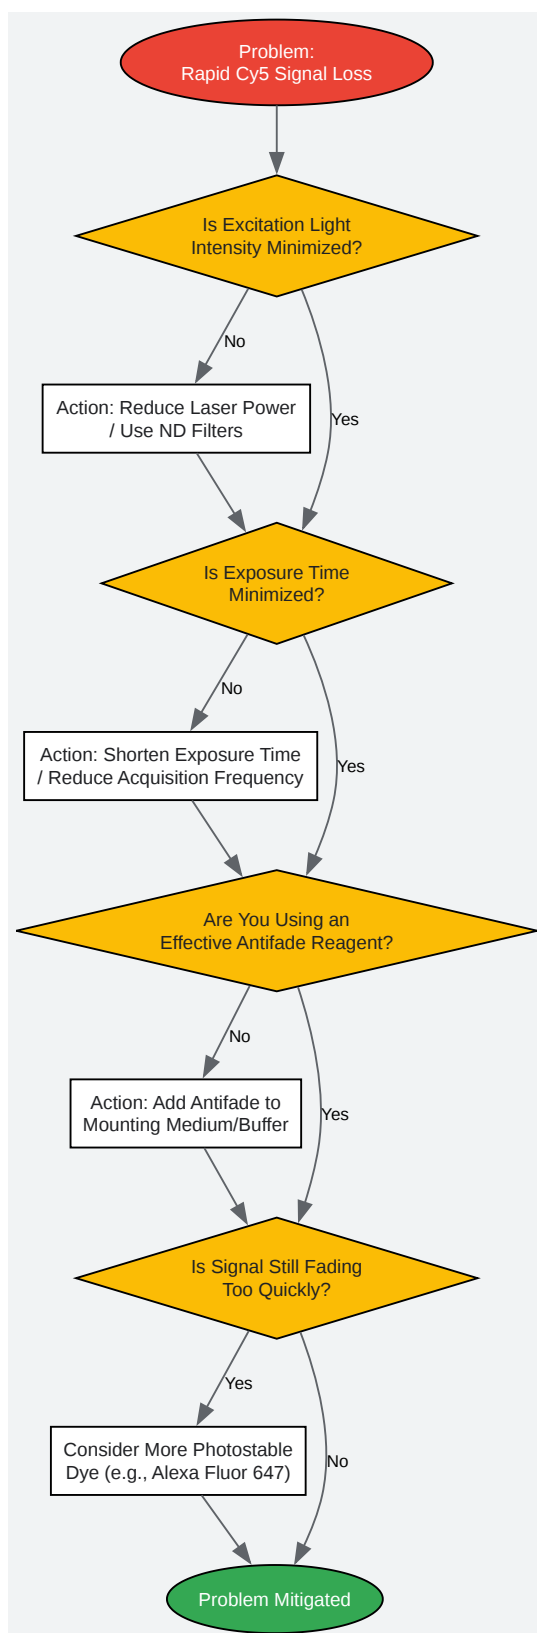 Problem:
Rapid Cy5 Signal Loss
Is Excitation Light
Intensity Minimized?
No
Action: Reduce Laser Power
/ Use ND Filters
Yes
Is Exposure Time
Minimized?
No
Action: Shorten Exposure Time
/ Reduce Acquisition Frequency
Yes
Are You Using an
Effective Antifade Reagent?
No
Action: Add Antifade to
Mounting Medium/Buffer
Yes
Is Signal Still Fading
Too Quickly?
Yes
Consider More Photostable
Dye (e.g., Alexa Fluor 647)
No
Problem Mitigated